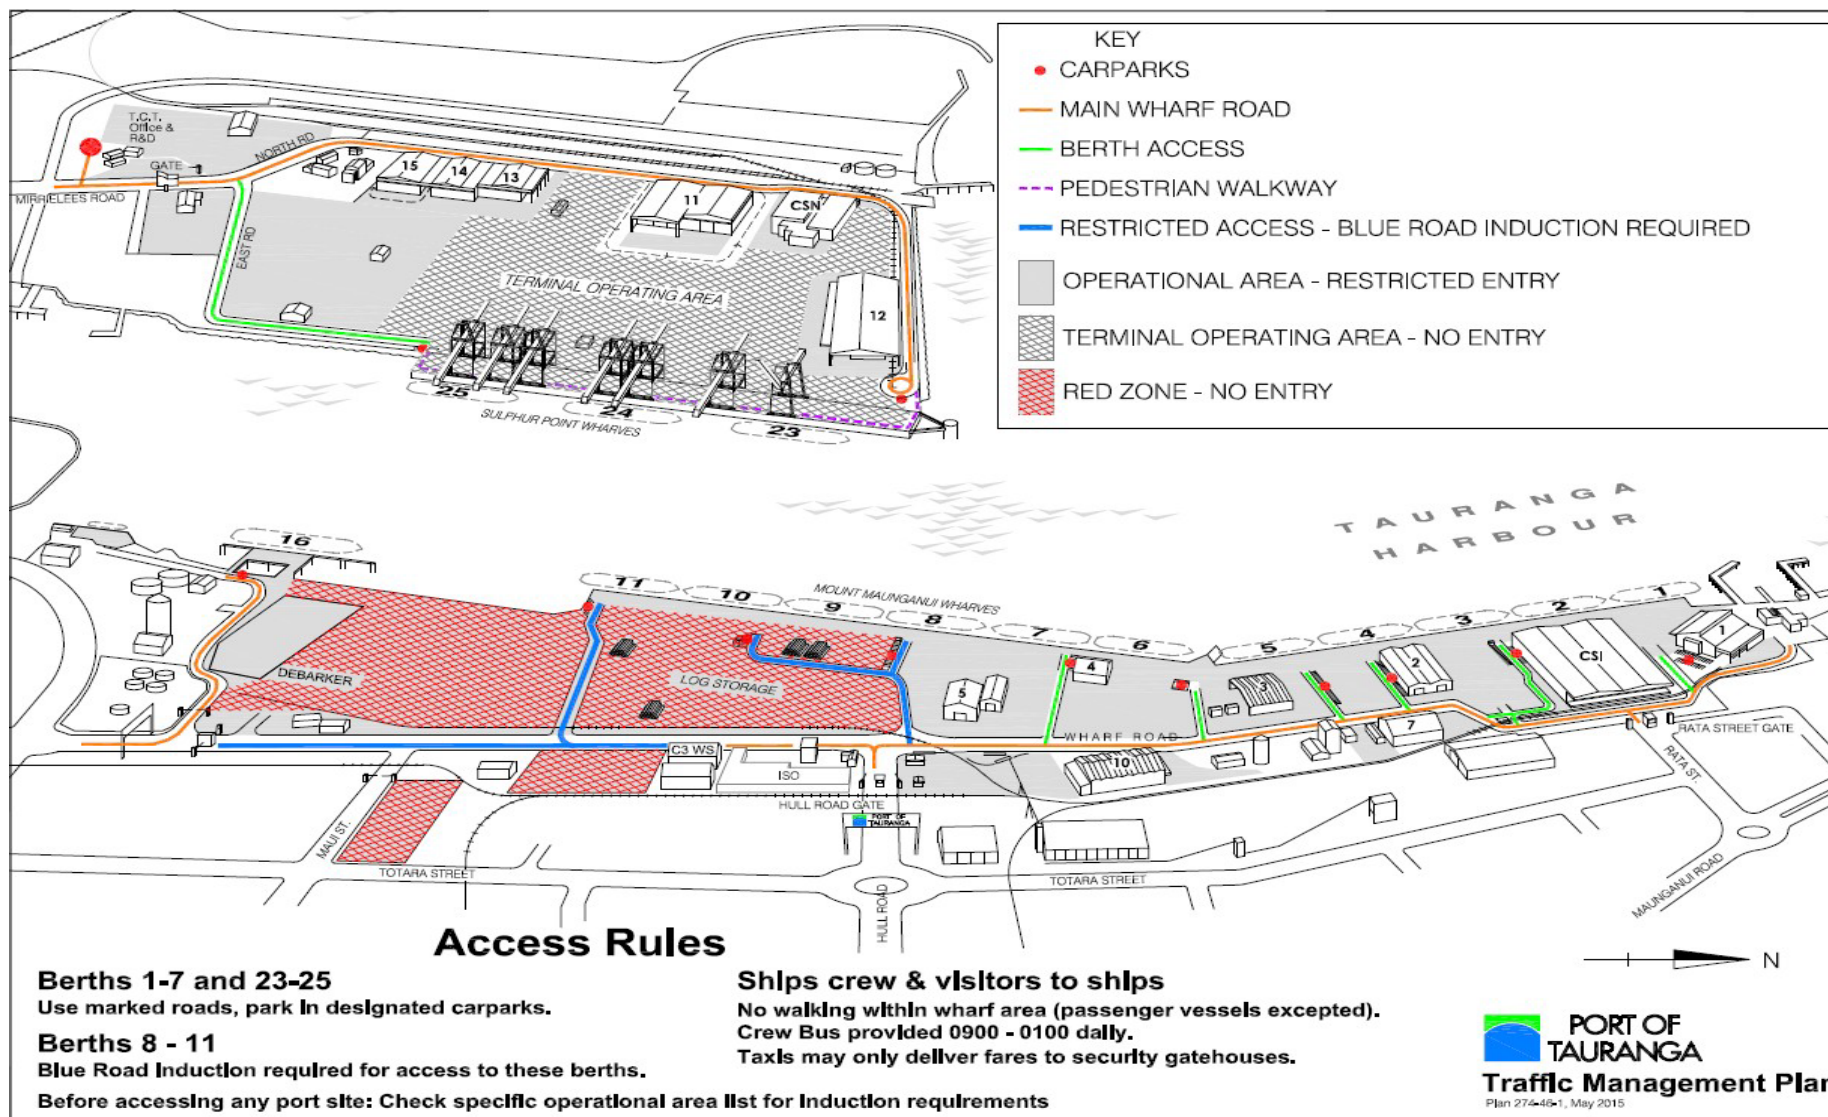 KEY
CARPARKS
MAIN WHARF ROAD
BERTH ACCESS
PEDESTRIAN WALKWAY
RESTRICTED ACCESS - BLUE ROAD INDUCTION REQUIRED
OPERATIONAL AREA - RESTRICTED ENTRY
TERMINAL OPERATING AREA - NO ENTRY
RED ZONE - NO ENTRY
T.C.T.
Office &
R&D
GATE
NORTH RD
MIRRIELEES ROAD
EAST RD
15
14
13
11
CSN
12
TERMINAL OPERATING AREA
25
24
23
SULPHUR POINT WHARVES
TAURANGA
HARBOUR
16
11
10
9
8
7
6
5
4
3
2
1
MOUNT MAUNGANUI WHARVES
DEBARKER
LOG STORAGE
5
4
3
2
CSI
1
7
10
C3 WS
ISO
WHARF ROAD
HULL ROAD GATE
RATA STREET GATE
RATA ST.
MAUI ST.
PORT OF
TAURANGA
TOTARA STREET
TOTARA STREET
HULL ROAD
MAUNGANUI ROAD
N
Access Rules
Berths 1-7 and 23-25
Use marked roads, park in designated carparks.
Berths 8 - 11
Blue Road Induction required for access to these berths.
Before accessing any port site: Check specific operational area list for induction requirements
Ships crew & visitors to ships
No walking within wharf area (passenger vessels excepted).
Crew Bus provided 0900 - 0100 daily.
Taxis may only deliver fares to security gatehouses.
PORT OF
TAURANGA
Traffic Management Plan
Plan 274-46-1, May 2015